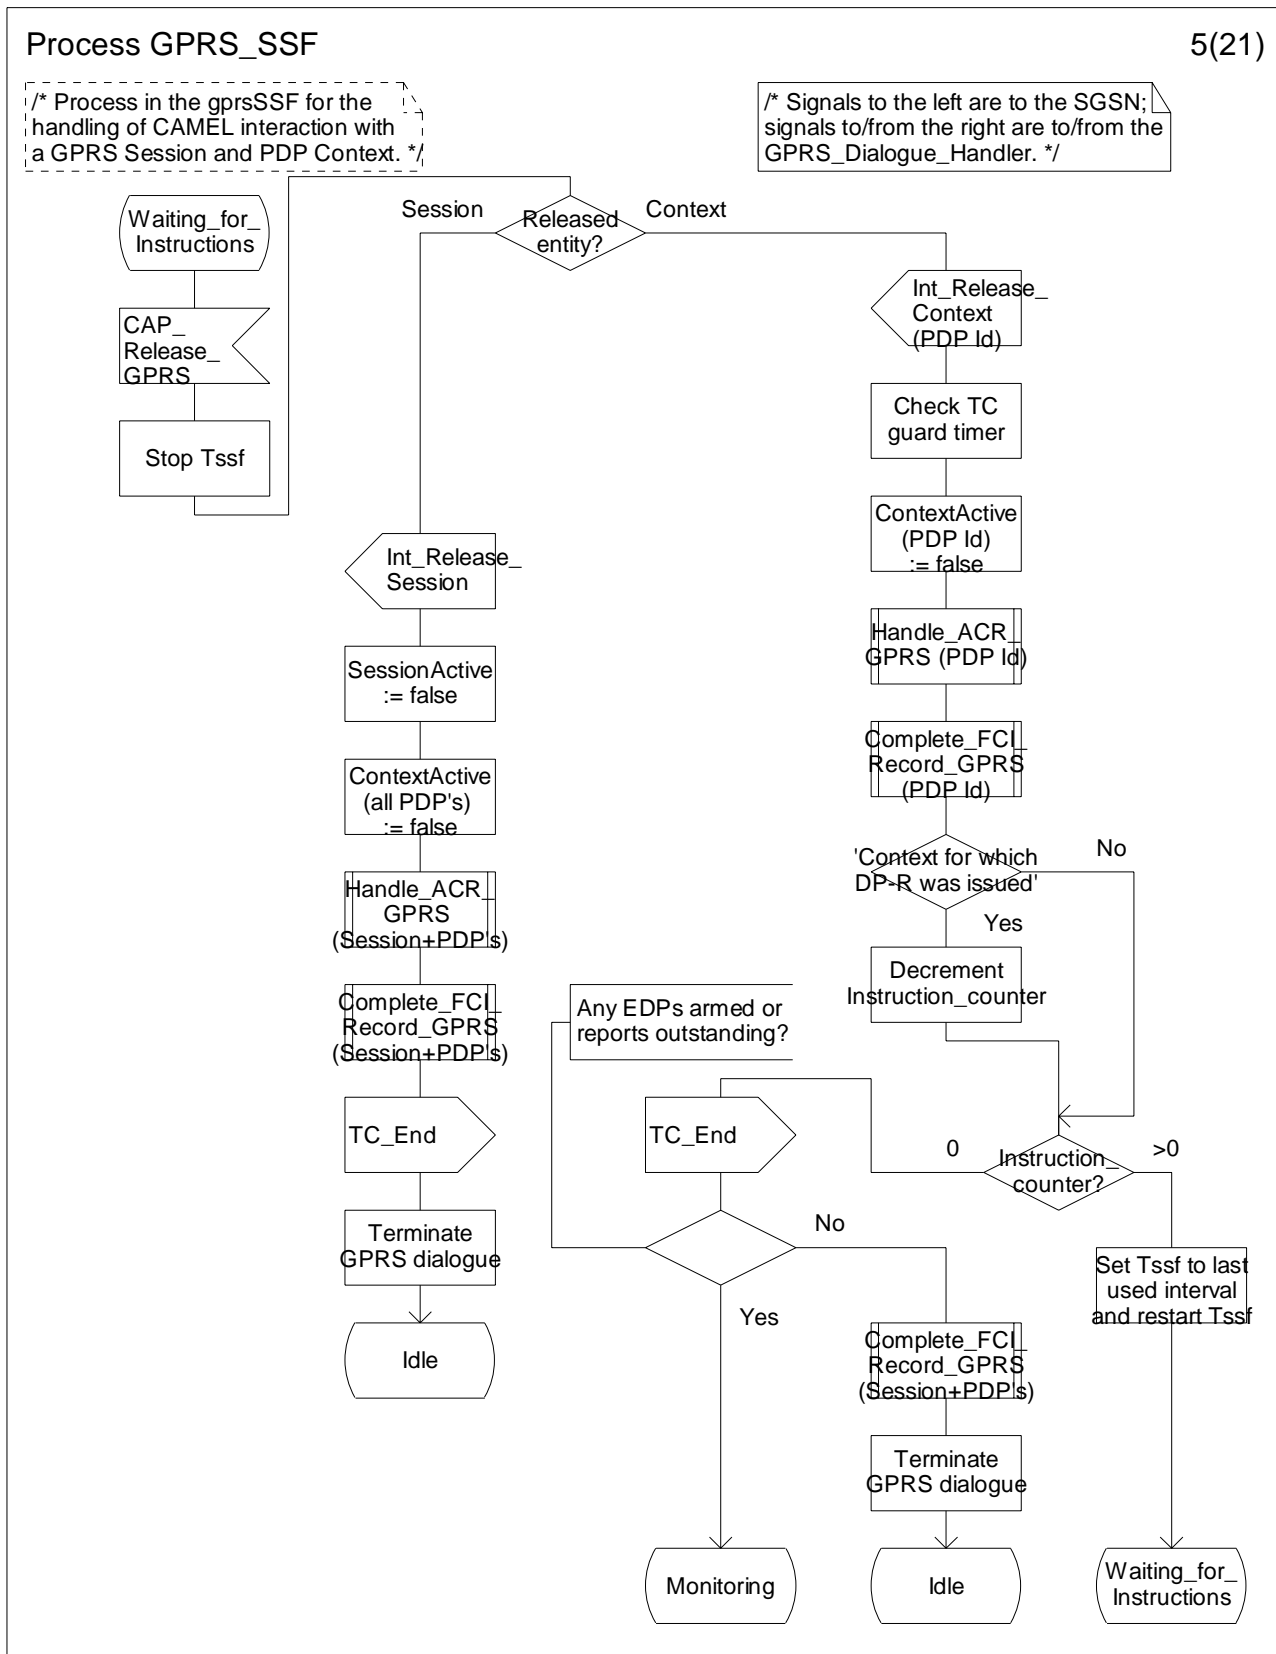 Process GPRS_SSF
5(21)
/* Process in the gprsSSF for the
handling of CAMEL interaction with
a GPRS Session and PDP Context. */
/* Signals to the left are to the SGSN;
signals to/from the right are to/from the
GPRS_Dialogue_Handler. */
Waiting_for_
Instructions
CAP_
Release_
GPRS
Stop Tssf
Session
Released
entity?
Context
Int_Release_
Session
SessionActive
:= false
ContextActive
(all PDP's)
:= false
Handle_ACR_
GPRS
(Session+PDP's)
Complete_FCI_
Record_GPRS
(Session+PDP's)
TC_End
Terminate
GPRS dialogue
Idle
Int_Release_
Context
(PDP Id)
Check TC
guard timer
ContextActive
(PDP Id)
:= false
Handle_ACR_
GPRS (PDP Id)
Complete_FCI_
Record_GPRS
(PDP Id)
'Context for which
DP-R was issued'
No
Yes
Decrement
Instruction_counter
Any EDPs armed or
reports outstanding?
TC_End
0
Instruction_
counter?
>0
No
Yes
Set Tssf to last
used interval
and restart Tssf
Complete_FCI_
Record_GPRS
(Session+PDP's)
Terminate
GPRS dialogue
Monitoring
Idle
Waiting_for_
Instructions